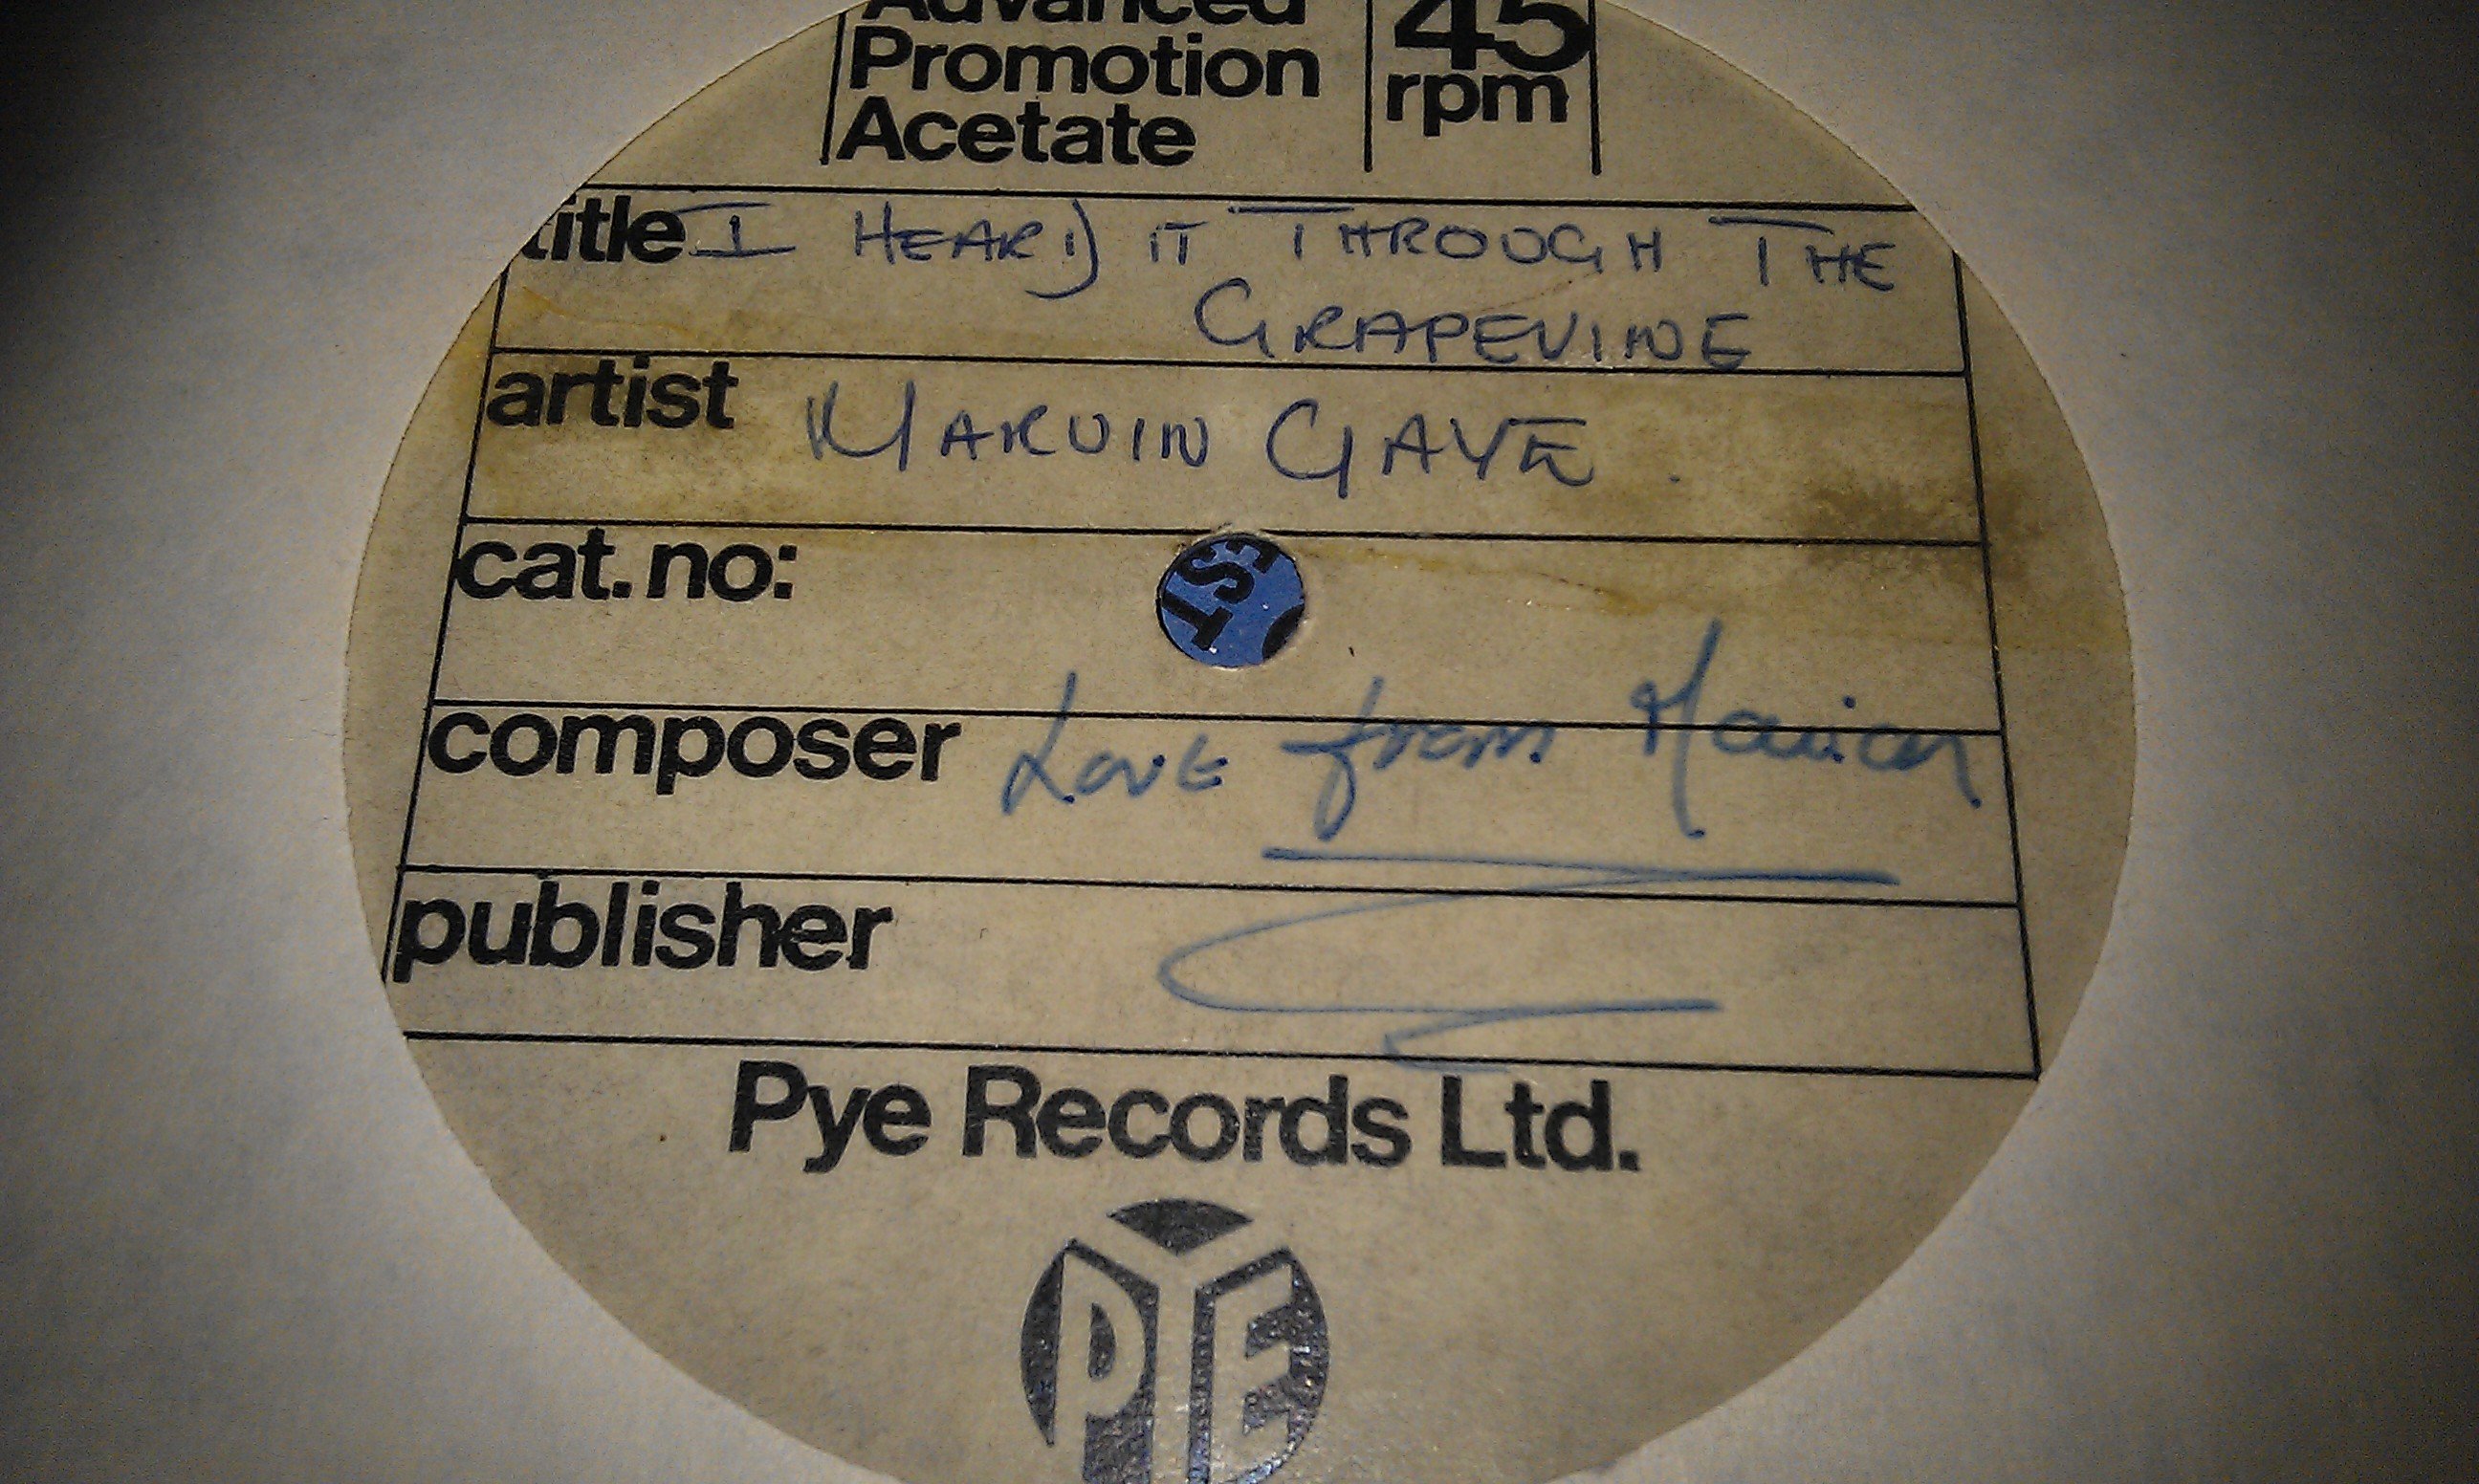 Advanced
Promotion
Acetate
45
rpm
title I HEARD IT THROUGH THE
GRAPEVINE
artist MARVIN GAYE.
cat.no:
composer Love from
publisher
Pye Records Ltd.
PYE